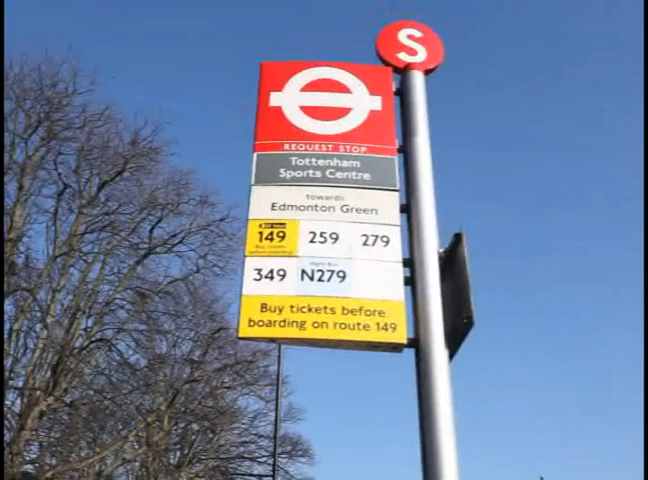 S
REQUEST STOP
Tottenham
Sports Centre
towards
Edmonton Green
149 259 279
349 N279
Buy tickets before
boarding on route 149